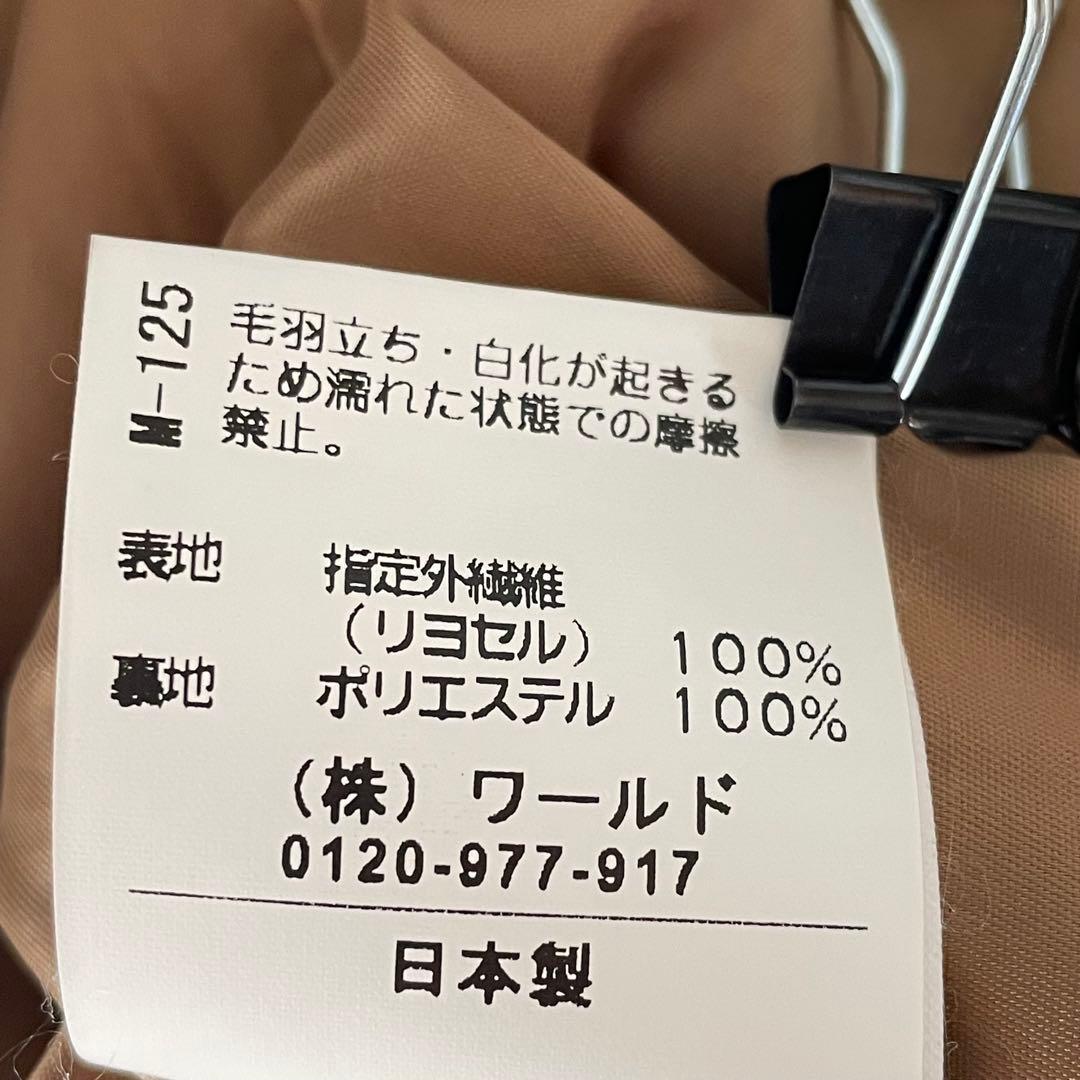 M-125
毛羽立ち・白化が起きる
ため濡れた状態での摩擦
禁止。
表地 指定外繊維
（リヨセル） 100%
裏地 ポリエステル 100%
（株）ワールド
0120-977-917
日本製